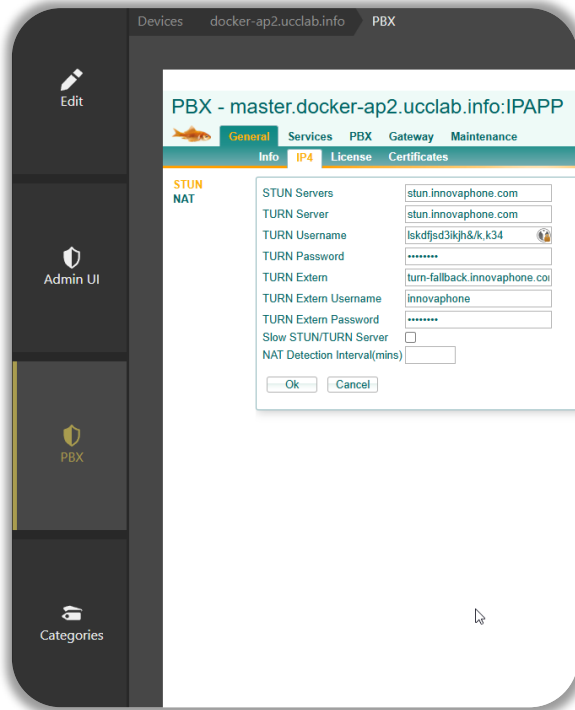 Devices docker-ap2.ucclab.info PBX
Edit
Admin UI
PBX
Categories
PBX - master.docker-ap2.ucclab.info:IPAPP
General Services PBX Gateway Maintenance
Info IP4 License Certificates
STUN
NAT
STUN Servers stun.innovaphone.com
TURN Server stun.innovaphone.com
TURN Username lskdfjsd3ikjh&/k,k34
TURN Password ••••••••
TURN Extern turn-fallback.innovaphone.co
TURN Extern Username innovaphone
TURN Extern Password ••••••••
Slow STUN/TURN Server
NAT Detection Interval(mins)
Ok Cancel